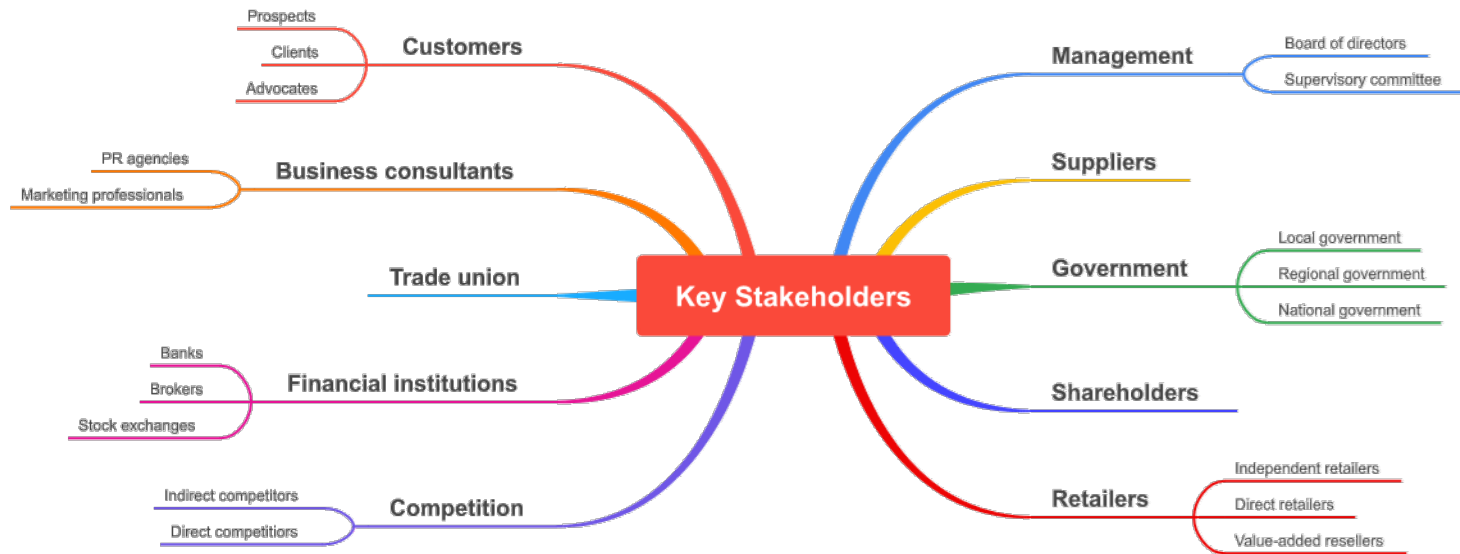 Key Stakeholders
Customers
Prospects
Clients
Advocates
Business consultants
PR agencies
Marketing professionals
Trade union
Financial institutions
Banks
Brokers
Stock exchanges
Competition
Indirect competitors
Direct competitiors
Management
Board of directors
Supervisory committee
Suppliers
Government
Local government
Regional government
National government
Shareholders
Retailers
Independent retailers
Direct retailers
Value-added resellers